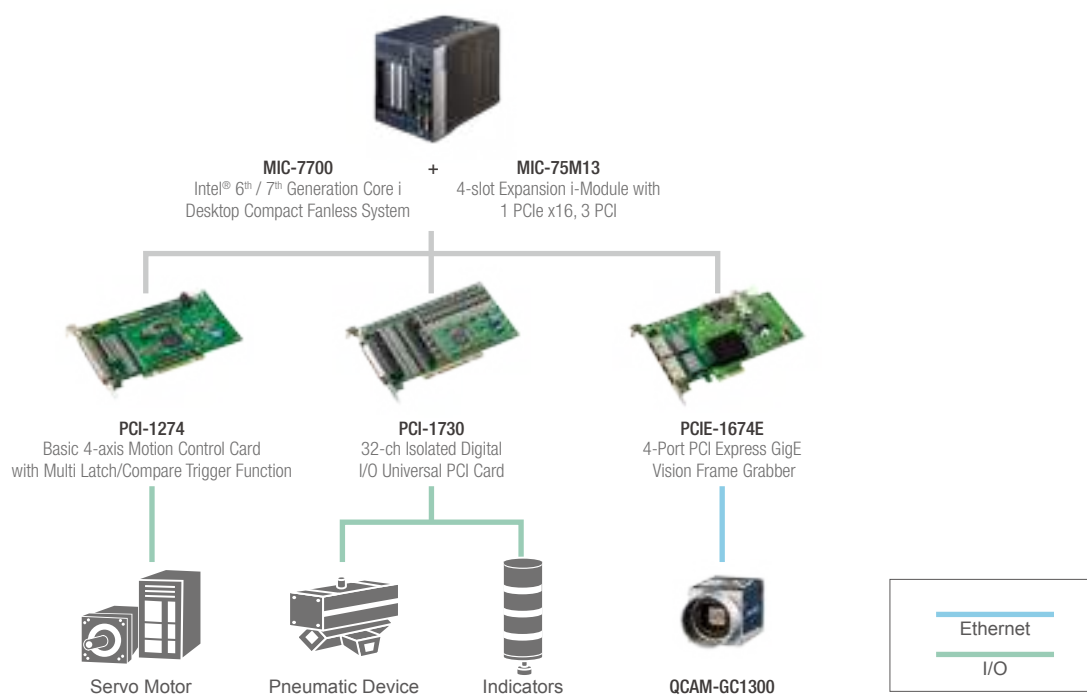 MIC-7700 + MIC-75M13
Intel® 6th / 7th Generation Core i
Desktop Compact Fanless System
4-slot Expansion i-Module with
1 PCIe x16, 3 PCI
PCI-1274
Basic 4-axis Motion Control Card
with Multi Latch/Compare Trigger Function
PCI-1730
32-ch Isolated Digital
I/O Universal PCI Card
PCIE-1674E
4-Port PCI Express GigE
Vision Frame Grabber
Servo Motor
Pneumatic Device
Indicators
QCAM-GC1300
Ethernet
I/O